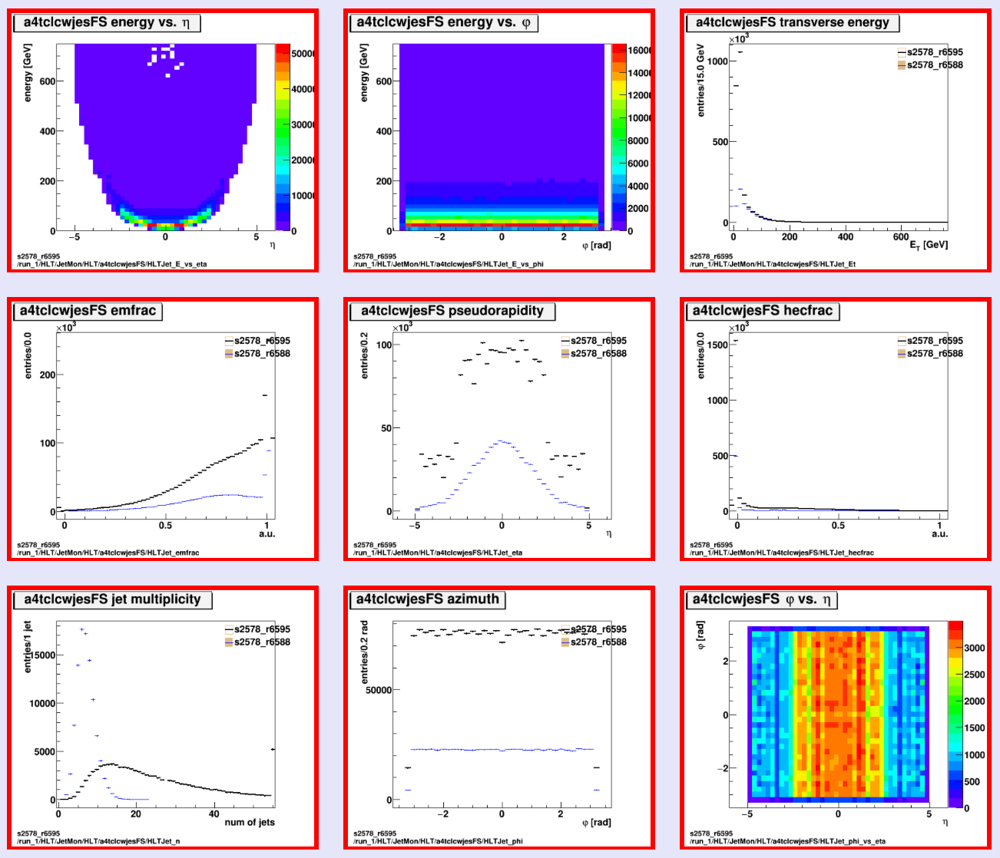 a4tclcwjesFS energy vs. η
energy [GeV]
600
400
200
0
50000
40000
30000
20000
10000
0
−5
0
5
η
s2578_r6595
/run_1/HLT/JetMon/HLT/a4tclcwjesFS/HLTJet_E_vs_eta
a4tclcwjesFS energy vs. φ
energy [GeV]
600
400
200
0
16000
14000
12000
10000
8000
6000
4000
2000
0
−2
0
2
φ [rad]
s2578_r6595
/run_1/HLT/JetMon/HLT/a4tclcwjesFS/HLTJet_E_vs_phi
a4tclcwjesFS transverse energy
×10³
entries/15.0 GeV
1000
500
0
s2578_r6595
s2578_r6588
0
200
400
600
E_T [GeV]
s2578_r6595
/run_1/HLT/JetMon/HLT/a4tclcwjesFS/HLTJet_Et
a4tclcwjesFS emfrac
×10³
entries/0.0
200
100
0
s2578_r6595
s2578_r6588
0
0.5
1
a.u.
s2578_r6595
/run_1/HLT/JetMon/HLT/a4tclcwjesFS/HLTJet_emfrac
a4tclcwjesFS pseudorapidity
×10³
entries/0.2
100
50
0
s2578_r6595
s2578_r6588
−5
0
5
η
s2578_r6595
/run_1/HLT/JetMon/HLT/a4tclcwjesFS/HLTJet_eta
a4tclcwjesFS hecfrac
×10³
entries/0.0
1500
1000
500
0
s2578_r6595
s2578_r6588
0
0.5
1
a.u.
s2578_r6595
/run_1/HLT/JetMon/HLT/a4tclcwjesFS/HLTJet_hecfrac
a4tclcwjesFS jet multiplicity
entries/1 jet
15000
10000
5000
0
s2578_r6595
s2578_r6588
0
20
40
num of jets
s2578_r6595
/run_1/HLT/JetMon/HLT/a4tclcwjesFS/HLTJet_n
a4tclcwjesFS azimuth
entries/0.2 rad
50000
0
s2578_r6595
s2578_r6588
−2
0
2
φ [rad]
s2578_r6595
/run_1/HLT/JetMon/HLT/a4tclcwjesFS/HLTJet_phi
a4tclcwjesFS φ vs. η
φ [rad]
2
0
−2
3000
2500
2000
1500
1000
500
0
−5
0
5
η
s2578_r6595
/run_1/HLT/JetMon/HLT/a4tclcwjesFS/HLTJet_phi_vs_eta